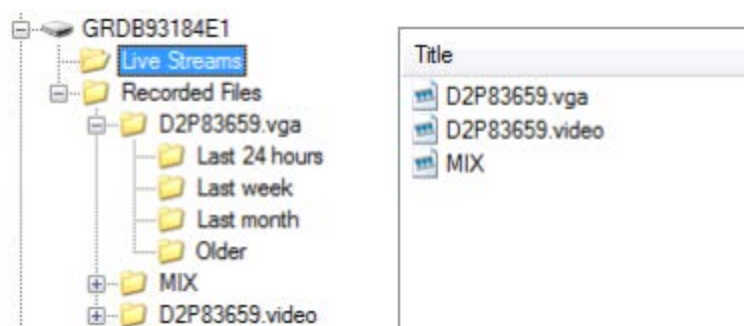 GRDB93184E1
Live Streams
Recorded Files
D2P83659.vga
Last 24 hours
Last week
Last month
Older
MIX
D2P83659.video
Title
D2P83659.vga
D2P83659.video
MIX